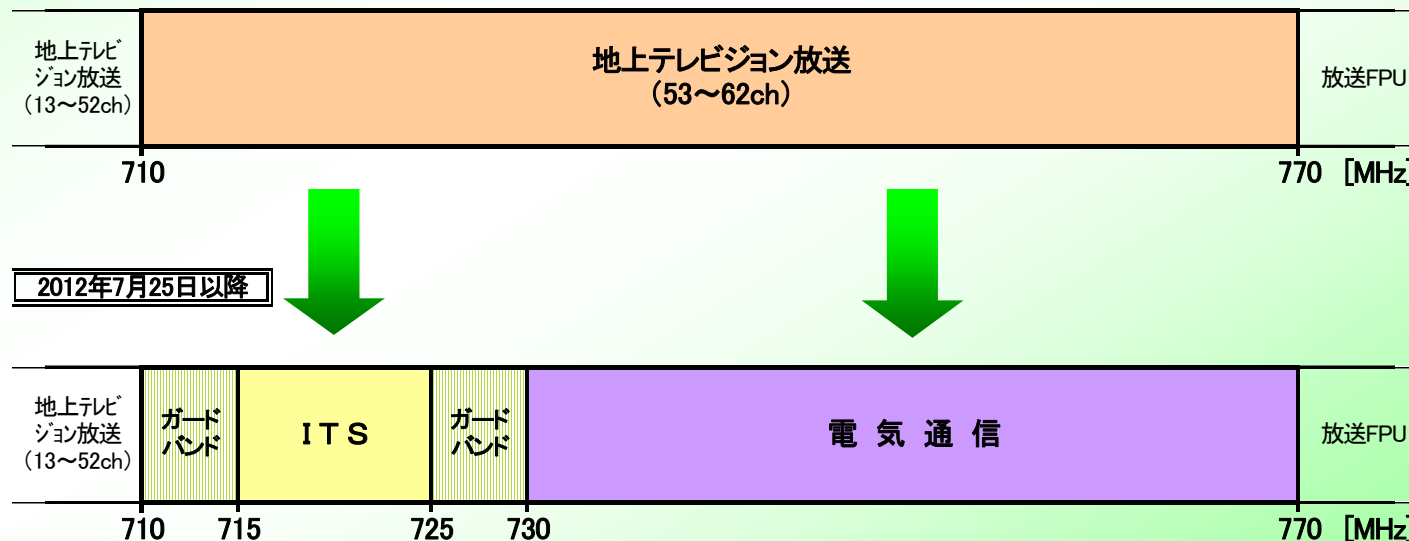 地上テレビ
ジョン放送
（13～52ch）
地上テレビジョン放送
（53～62ch）
放送FPU
710
770 [MHz]
2012年7月25日以降
地上テレビ
ジョン放送
（13～52ch）
ガード
バンド
ＩＴＳ
ガード
バンド
電 気 通 信
放送FPU
710
715
725
730
770 [MHz]